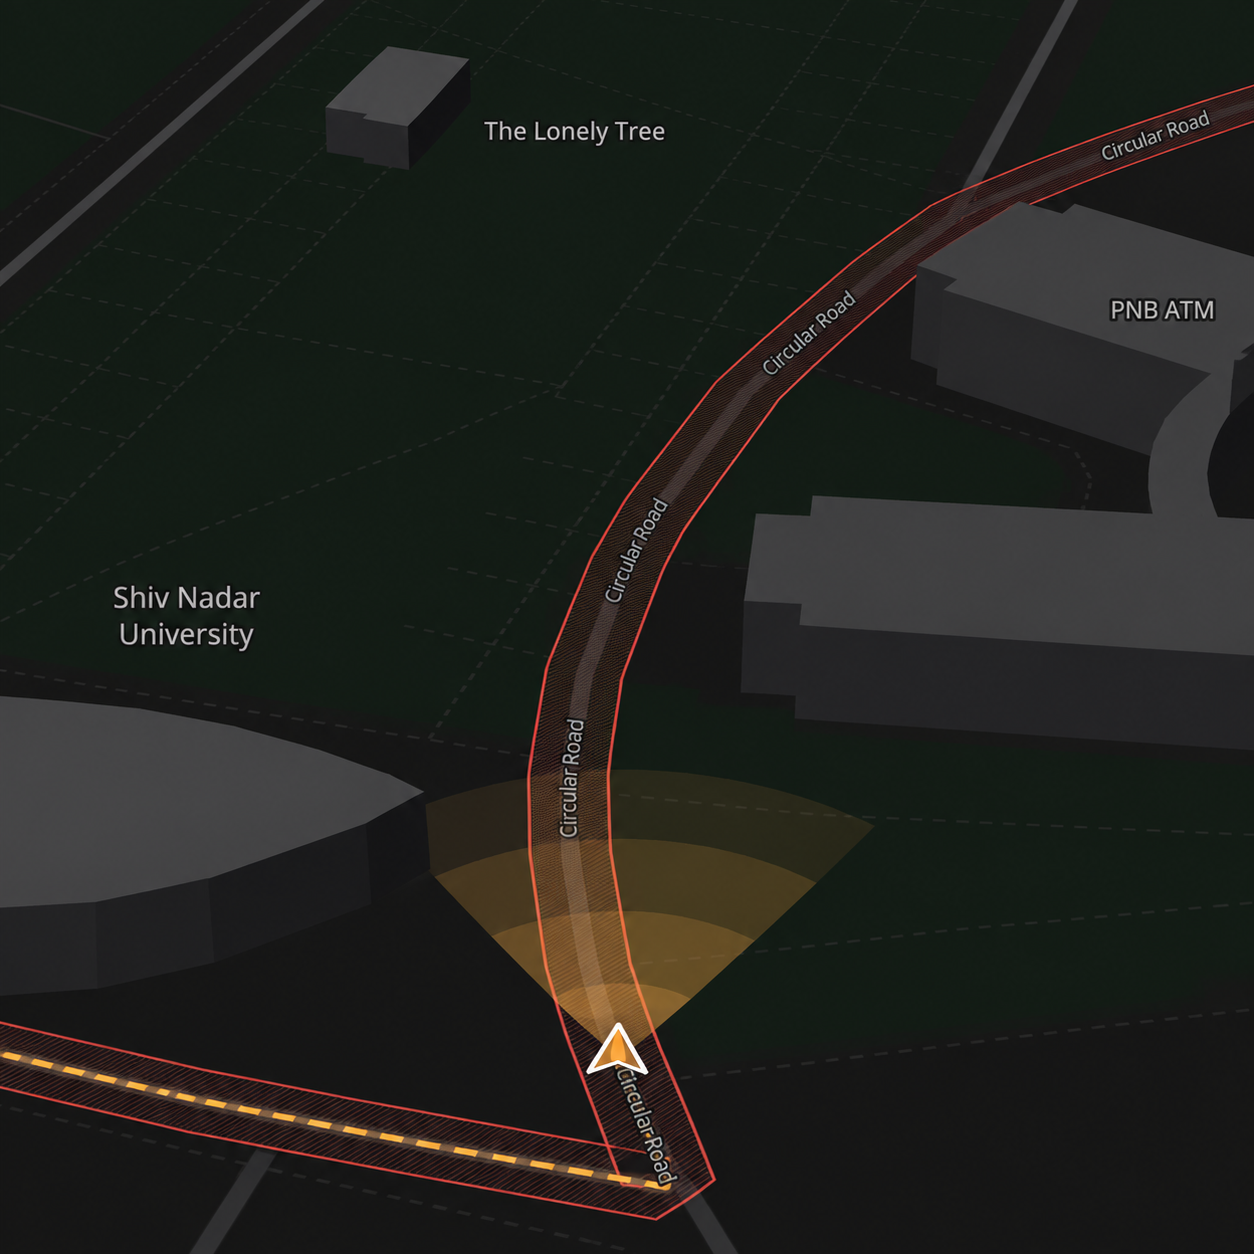 The Lonely Tree
Circular Road
PNB ATM
Circular Road
Circular Road
Shiv Nadar
University
Circular Road
Circular Road